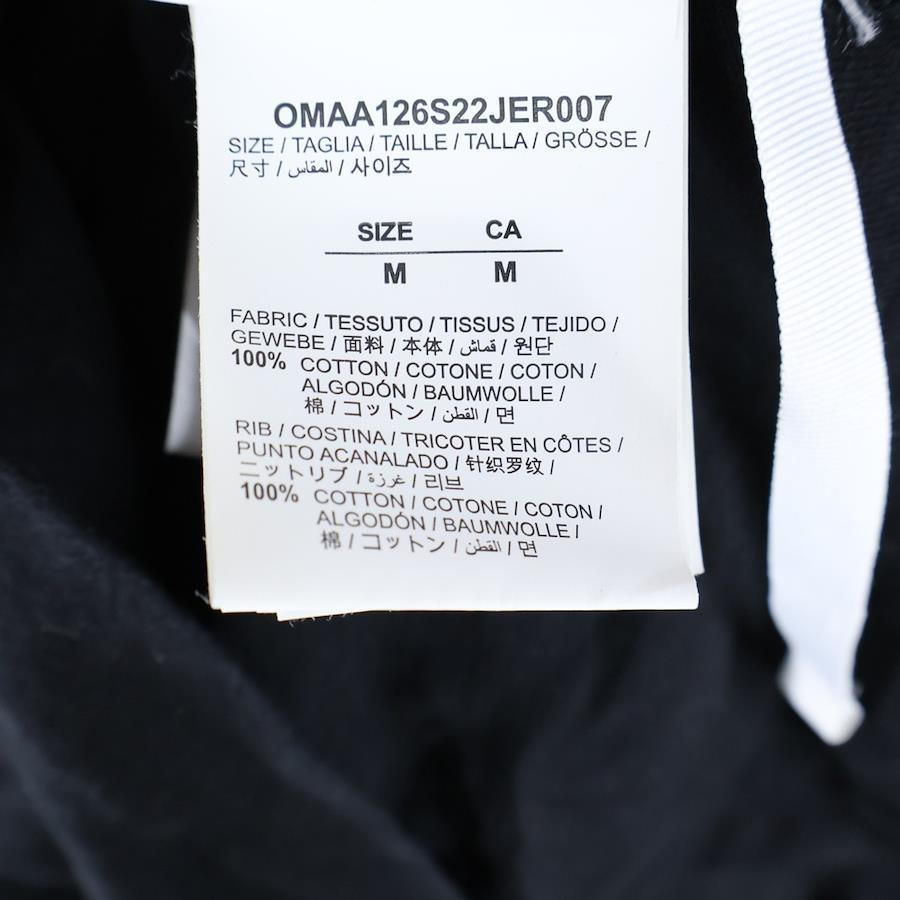 OMAA126S22JER007
SIZE / TAGLIA / TAILLE / TALLA / GRÖSSE /
尺寸 / المقاس / 사이즈
SIZE CA
M M
FABRIC / TESSUTO / TISSUS / TEJIDO /
GEWEBE / 面料 / 本体 / قماش / 원단
100% COTTON / COTONE / COTON /
ALGODÓN / BAUMWOLLE /
棉 / コットン / القطن / 면
RIB / COSTINA / TRICOTER EN CÔTES /
PUNTO ACANALADO / 针织罗纹 /
ニットリブ / غرزة / 리브
100% COTTON / COTONE / COTON /
ALGODÓN / BAUMWOLLE /
棉 / コットン / القطن / 면